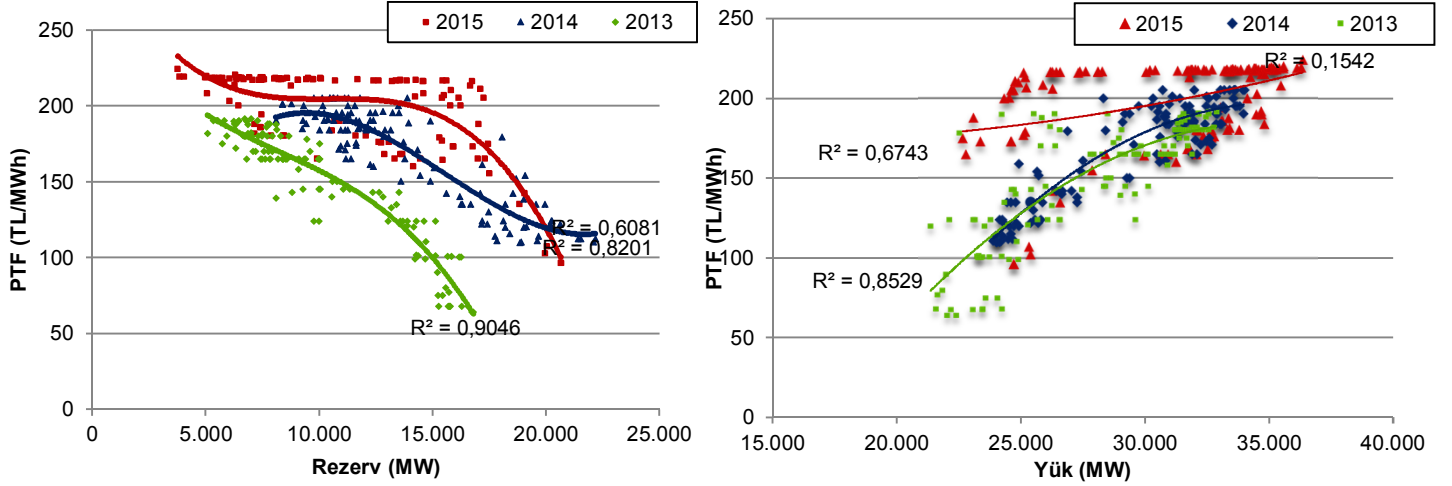 2015 2014 2013
250
200
150
100
50
0
PTF (TL/MWh)
R² = 0,6081
R² = 0,8201
R² = 0,9046
0 5.000 10.000 15.000 20.000 25.000
Rezerv (MW)
2015 2014 2013
250
200
150
100
50
0
PTF (TL/MWh)
R² = 0,1542
R² = 0,6743
R² = 0,8529
15.000 20.000 25.000 30.000 35.000 40.000
Yük (MW)